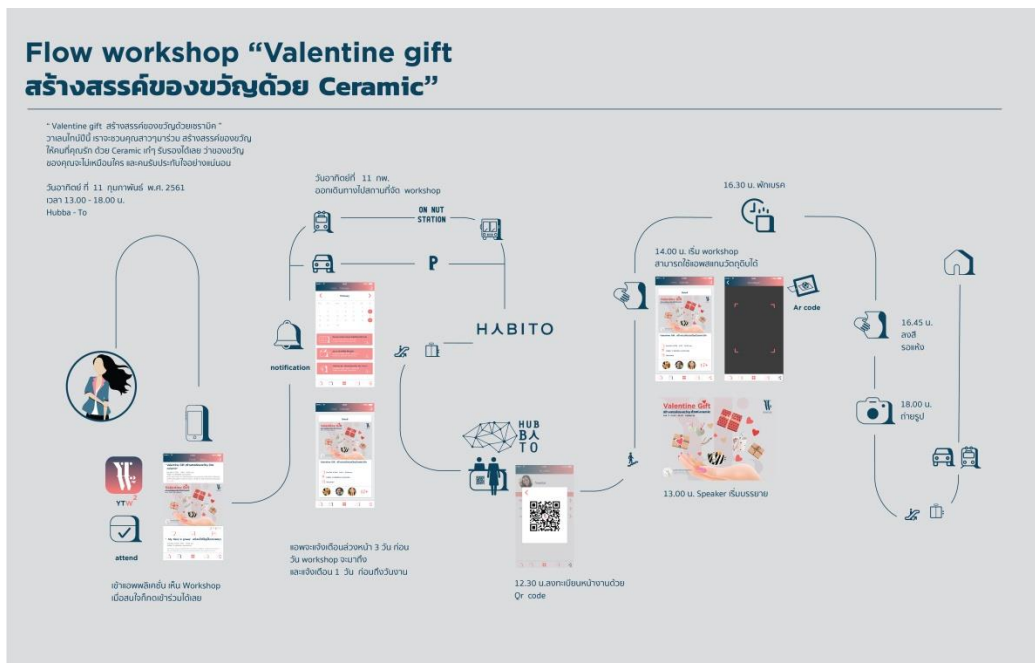 Flow workshop “Valentine gift
สร้างสรรค์ของขวัญด้วย Ceramic”
“ Valentine gift สร้างสรรค์ของขวัญด้วยเซรามิค ”
วาเลนไทน์ปีนี้ เราจะชวนคุณสาวๆมาร่วม สร้างสรรค์ของขวัญ
ให้คนที่คุณรัก ด้วย Ceramic เก๋ๆ รับรองได้เลย ว่าของขวัญ
ของคุณจะไม่เหมือนใคร และคนรับประทับใจอย่างแน่นอน
วันอาทิตย์ ที่ 11 กุมภาพันธ์ พ.ศ. 2561
เวลา 13.00 - 18.00 น.
Hubba - To
YTW2
attend
เข้าแอพพลิเคชั่น เห็น Workshop
เมื่อสนใจก็กดเข้าร่วมได้เลย
notification
แอพจะแจ้งเตือนล่วงหน้า 3 วัน ก่อน
วัน workshop จะมาถึง
และแจ้งเตือน 1 วัน ก่อนถึงวันงาน
วันอาทิตย์ที่ 11 กพ.
ออกเดินทางไปสถานที่จัด workshop
ON NUT
STATION
P
HABITO
HUB
BA
TO
12.30 น.ลงทะเบียนหน้างานด้วย
Qr code
13.00 น. Speaker เริ่มบรรยาย
Valentine Gift
14.00 น. เริ่ม workshop
สามารถใช้แอพสแกนวัตถุดิบได้
Ar code
16.30 น. พักเบรค
16.45 น.
ลงสี
รอแห้ง
18.00 น.
ถ่ายรูป